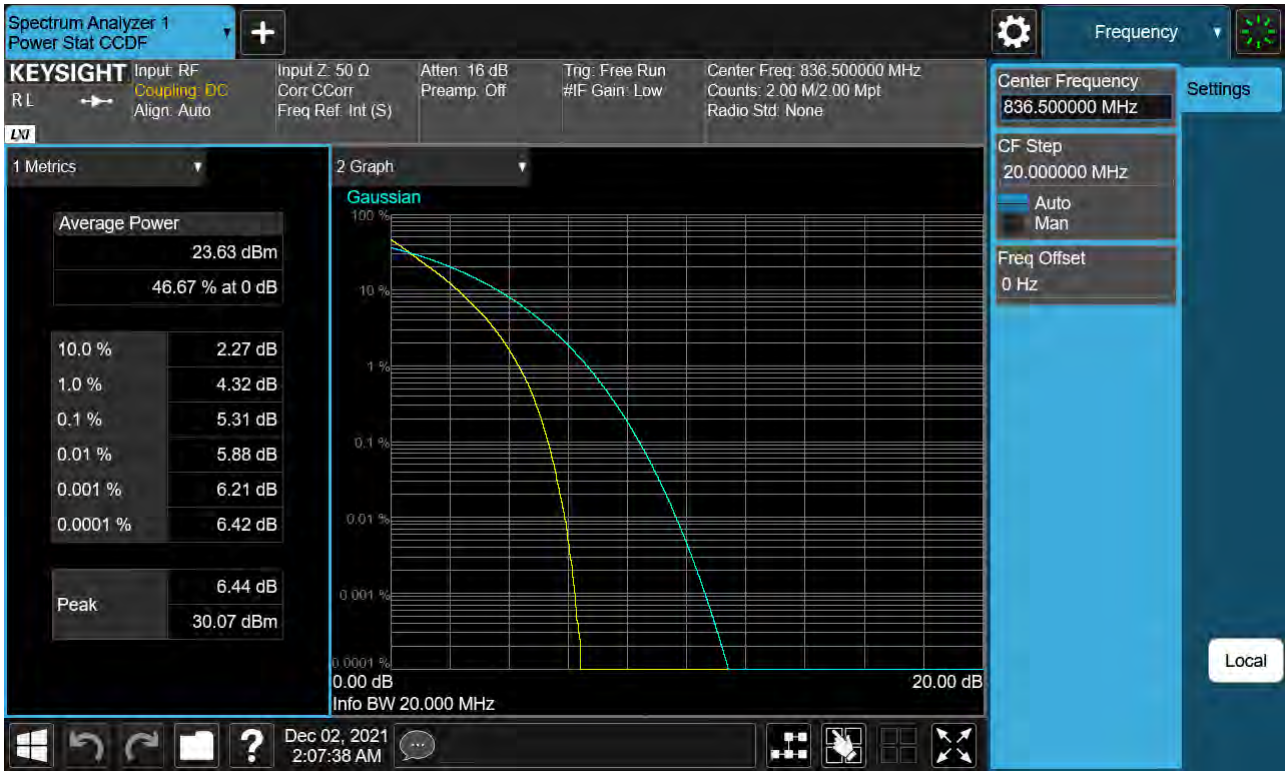 Spectrum Analyzer 1
Power Stat CCDF
+
Frequency
KEYSIGHT
RL
LXI
Input: RF
Coupling: DC
Align: Auto
Input Z: 50 Ω
Corr CCorr
Freq Ref: Int (S)
Atten: 16 dB
Preamp: Off
Trig: Free Run
#IF Gain: Low
Center Freq: 836.500000 MHz
Counts: 2.00 M/2.00 Mpt
Radio Std: None
Center Frequency
836.500000 MHz
Settings
CF Step
20.000000 MHz
Auto
Man
Freq Offset
0 Hz
Local
1 Metrics
Average Power
23.63 dBm
46.67 % at 0 dB
10.0 % 2.27 dB
1.0 % 4.32 dB
0.1 % 5.31 dB
0.01 % 5.88 dB
0.001 % 6.21 dB
0.0001 % 6.42 dB
Peak
6.44 dB
30.07 dBm
2 Graph
Gaussian
100 %
10 %
1 %
0.1 %
0.01 %
0.001 %
0.0001 %
0.00 dB
20.00 dB
Info BW 20.000 MHz
?
Dec 02, 2021
2:07:38 AM